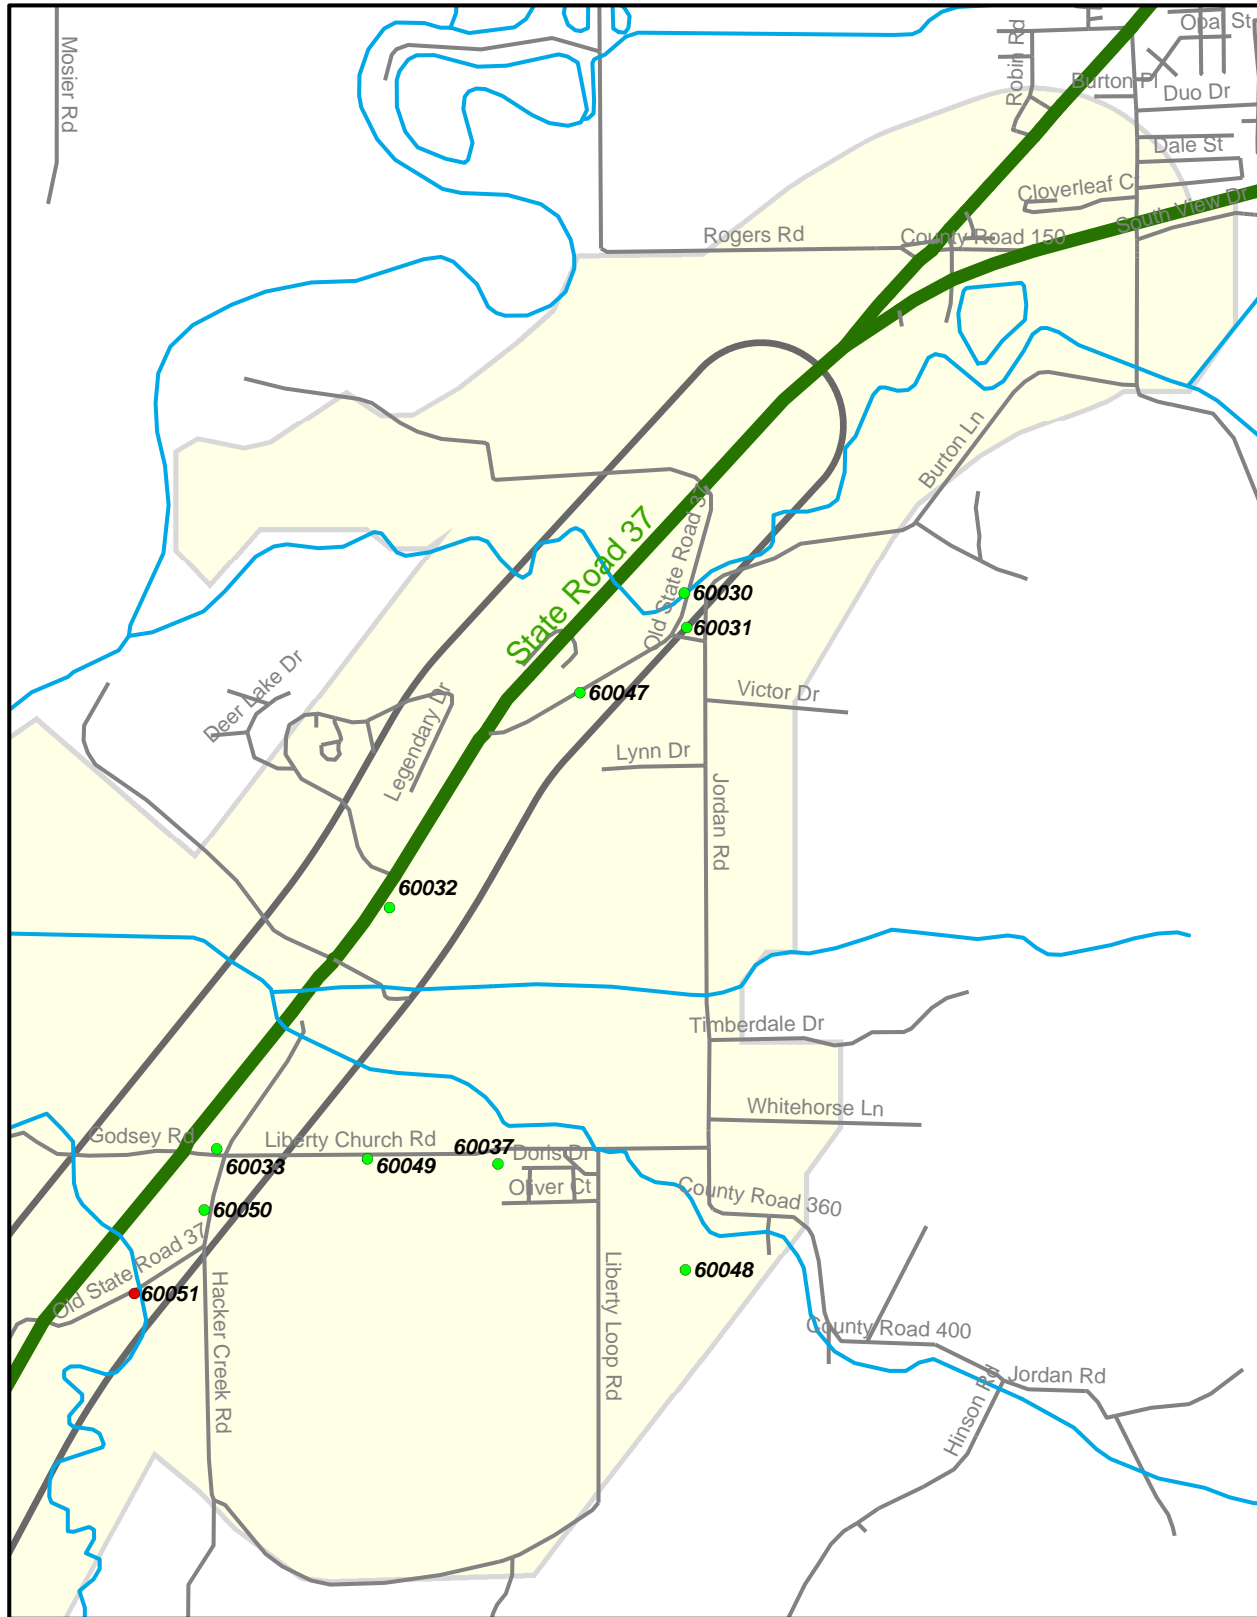 Opal St
Mosier Rd
Robin Rd
Burton Pl
Duo Dr
Dale St
Cloverleaf C
South View Dr
Rogers Rd
County Road 150
Burton Ln
State Road 37
Old State Road 37
60030
60031
60047
Victor Dr
Deer Lake Dr
Legendary Dr
Lynn Dr
Jordan Rd
60032
Timberdale Dr
Whitehorse Ln
Godsey Rd
Liberty Church Rd
60037
Doris Dr
60033
60049
Oliver Ct
County Road 360
60050
Old State Road 37
60048
60051
Hacker Creek Rd
Liberty Loop Rd
County Road 400
Hinson Rd
Jordan Rd